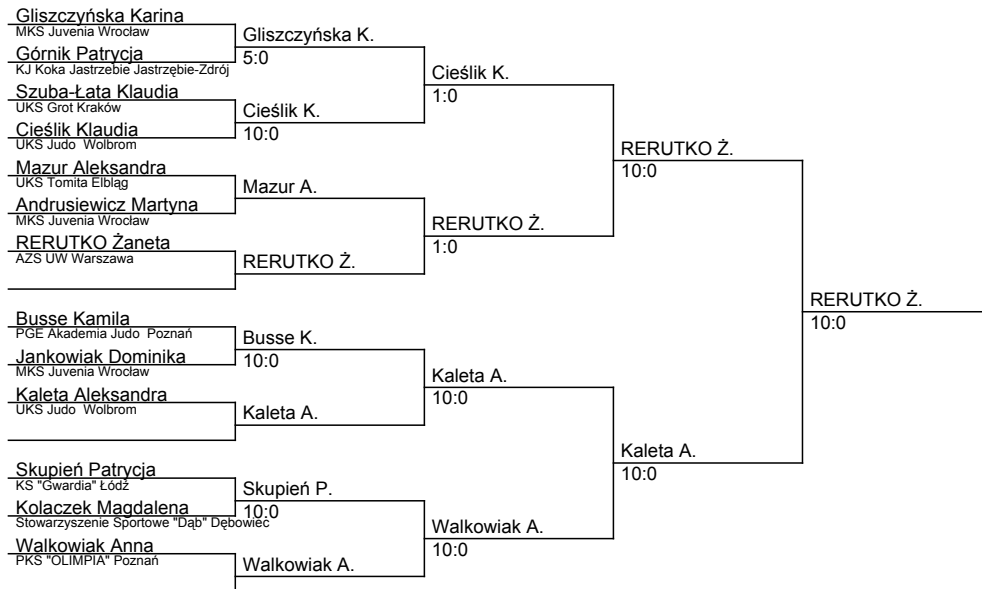 Gliszczyńska Karina
MKS Juvenia Wrocław
Górnik Patrycja
KJ Koka Jastrzebie Jastrzębie-Zdrój
Szuba-Łata Klaudia
UKS Grot Kraków
Cieślik Klaudia
UKS Judo  Wolbrom
Mazur Aleksandra
UKS Tomita Elbląg
Andrusiewicz Martyna
MKS Juvenia Wrocław
RERUTKO Żaneta
AZS UW Warszawa
Busse Kamila
PGE Akademia Judo  Poznań
Jankowiak Dominika
MKS Juvenia Wrocław
Kaleta Aleksandra
UKS Judo  Wolbrom
Skupień Patrycja
KS "Gwardia" Łódź
Kolaczek Magdalena
Stowarzyszenie Sportowe "Dąb" Dębowiec
Walkowiak Anna
PKS "OLIMPIA" Poznań
Gliszczyńska K.
5:0
Cieślik K.
10:0
Mazur A.
RERUTKO Ż.
Busse K.
10:0
Kaleta A.
Skupień P.
10:0
Walkowiak A.
Cieślik K.
1:0
RERUTKO Ż.
1:0
Kaleta A.
10:0
Walkowiak A.
10:0
RERUTKO Ż.
10:0
Kaleta A.
10:0
RERUTKO Ż.
10:0